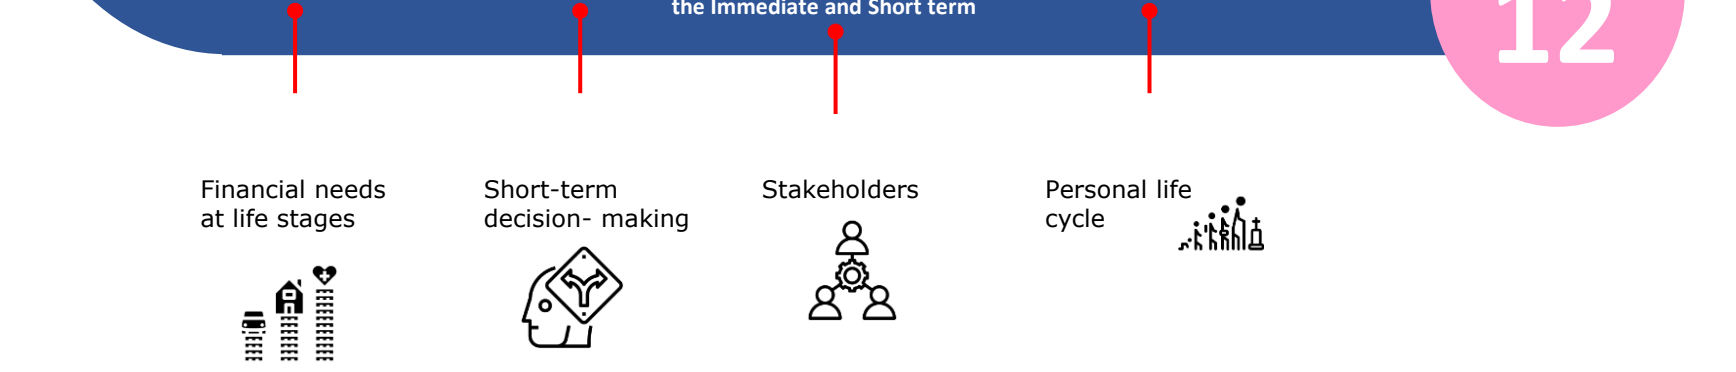 the Immediate and Short term
12
Financial needs
at life stages
Short-term
decision- making
Stakeholders
Personal life
cycle